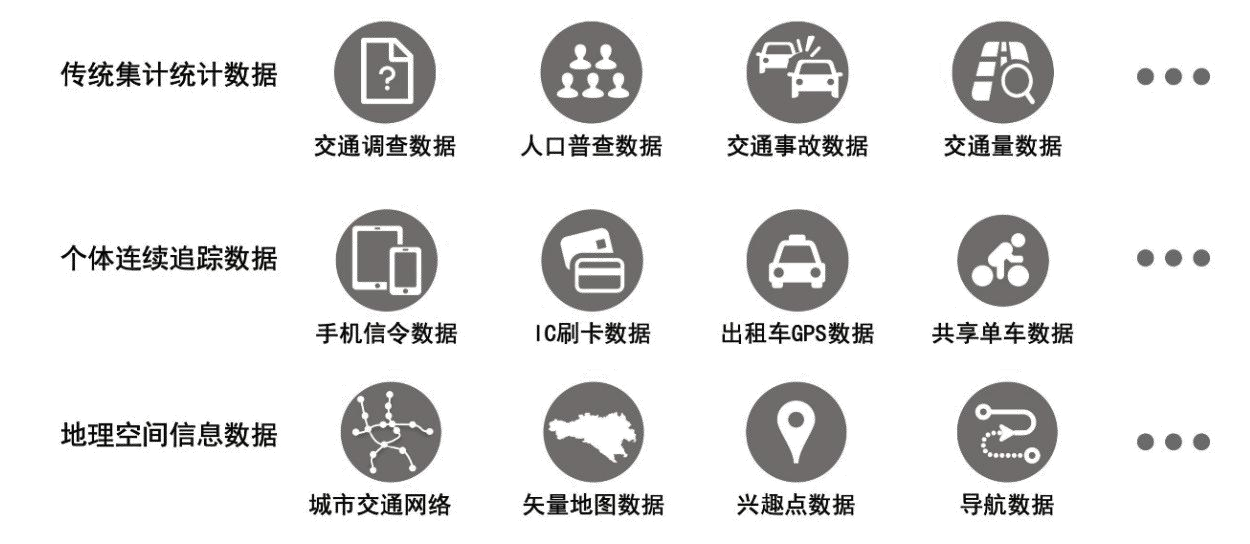 传统集计统计数据
?
交通调查数据
人口普查数据
交通事故数据
交通量数据
个体连续追踪数据
手机信令数据
IC刷卡数据
出租车GPS数据
共享单车数据
地理空间信息数据
城市交通网络
矢量地图数据
兴趣点数据
导航数据